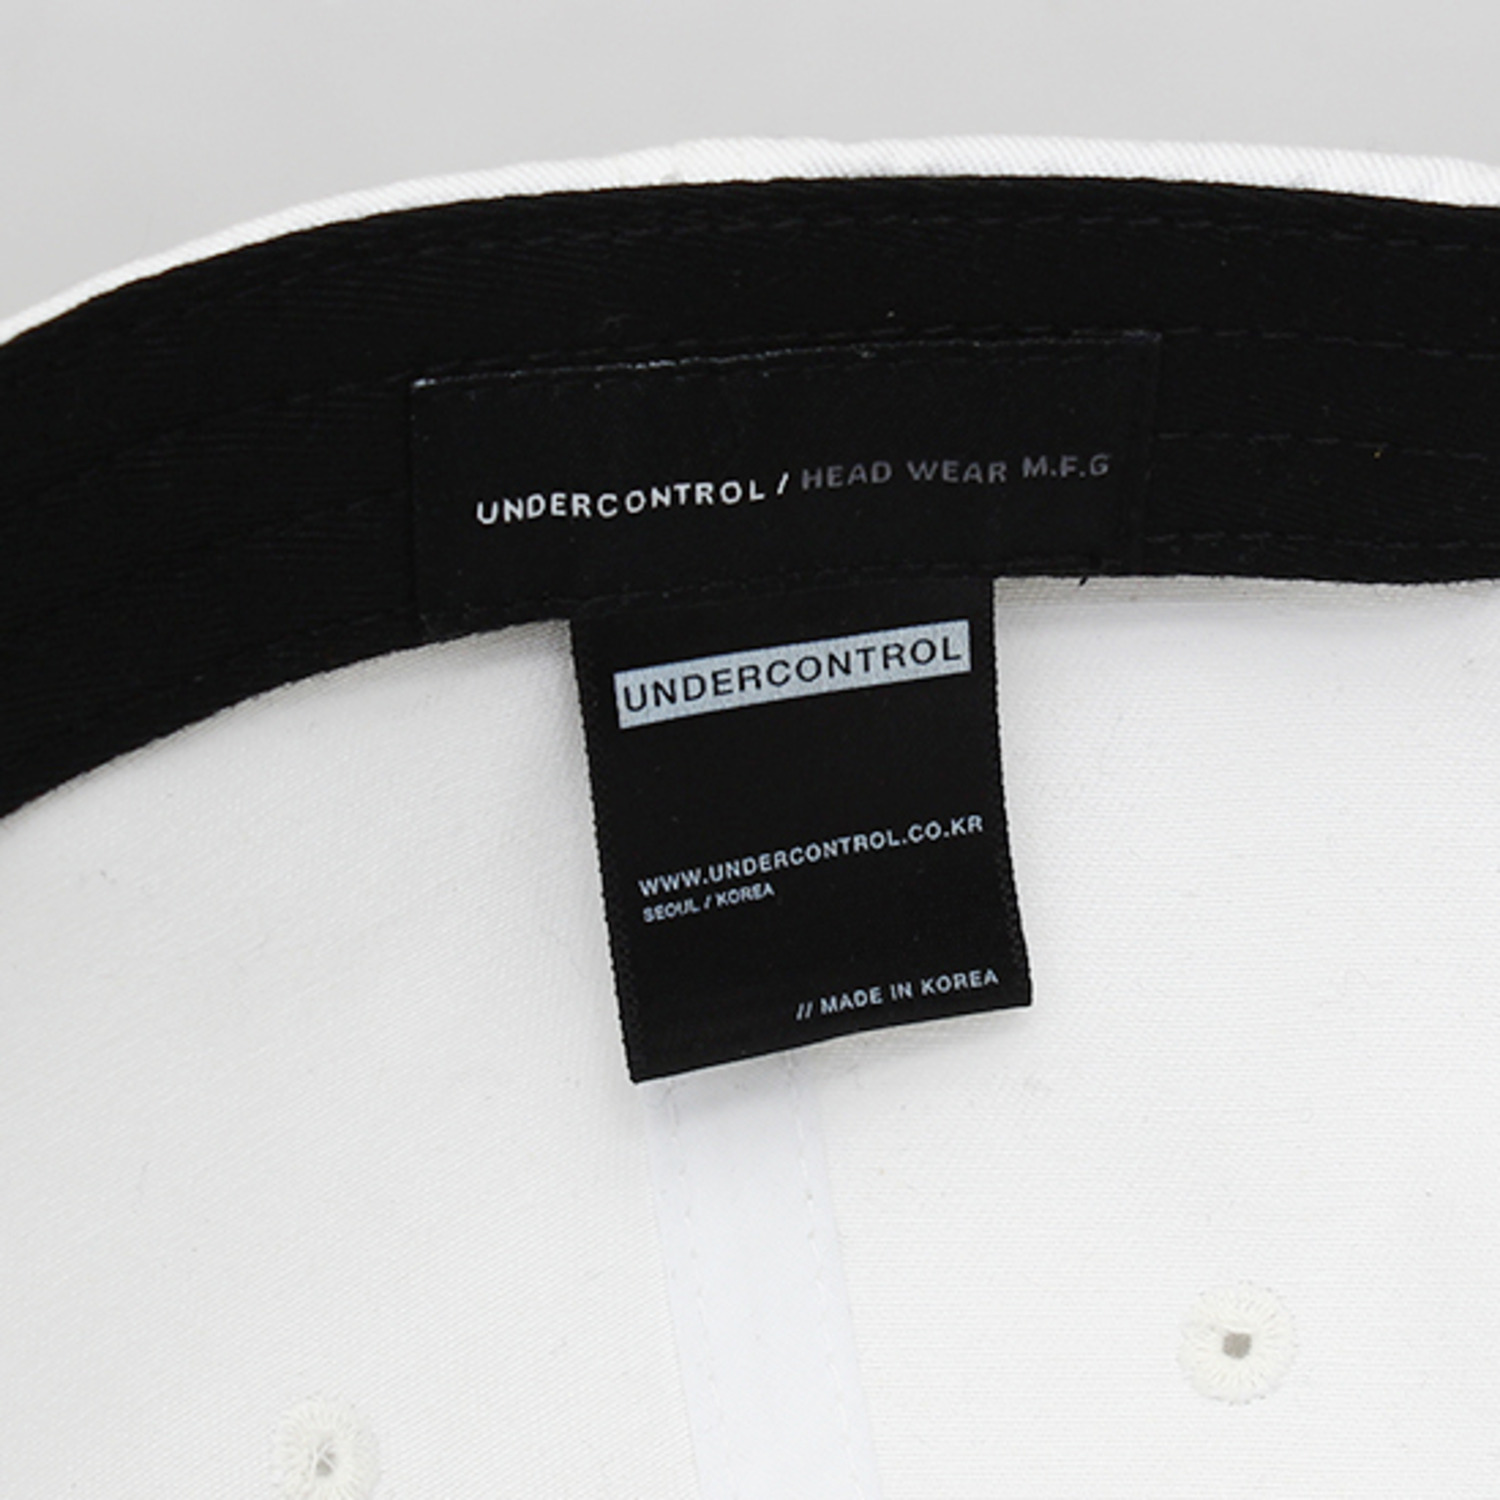 UNDERCONTROL / HEAD WEAR M.F.G
UNDERCONTROL
WWW.UNDERCONTROL.CO.KR
SEOUL / KOREA
// MADE IN KOREA